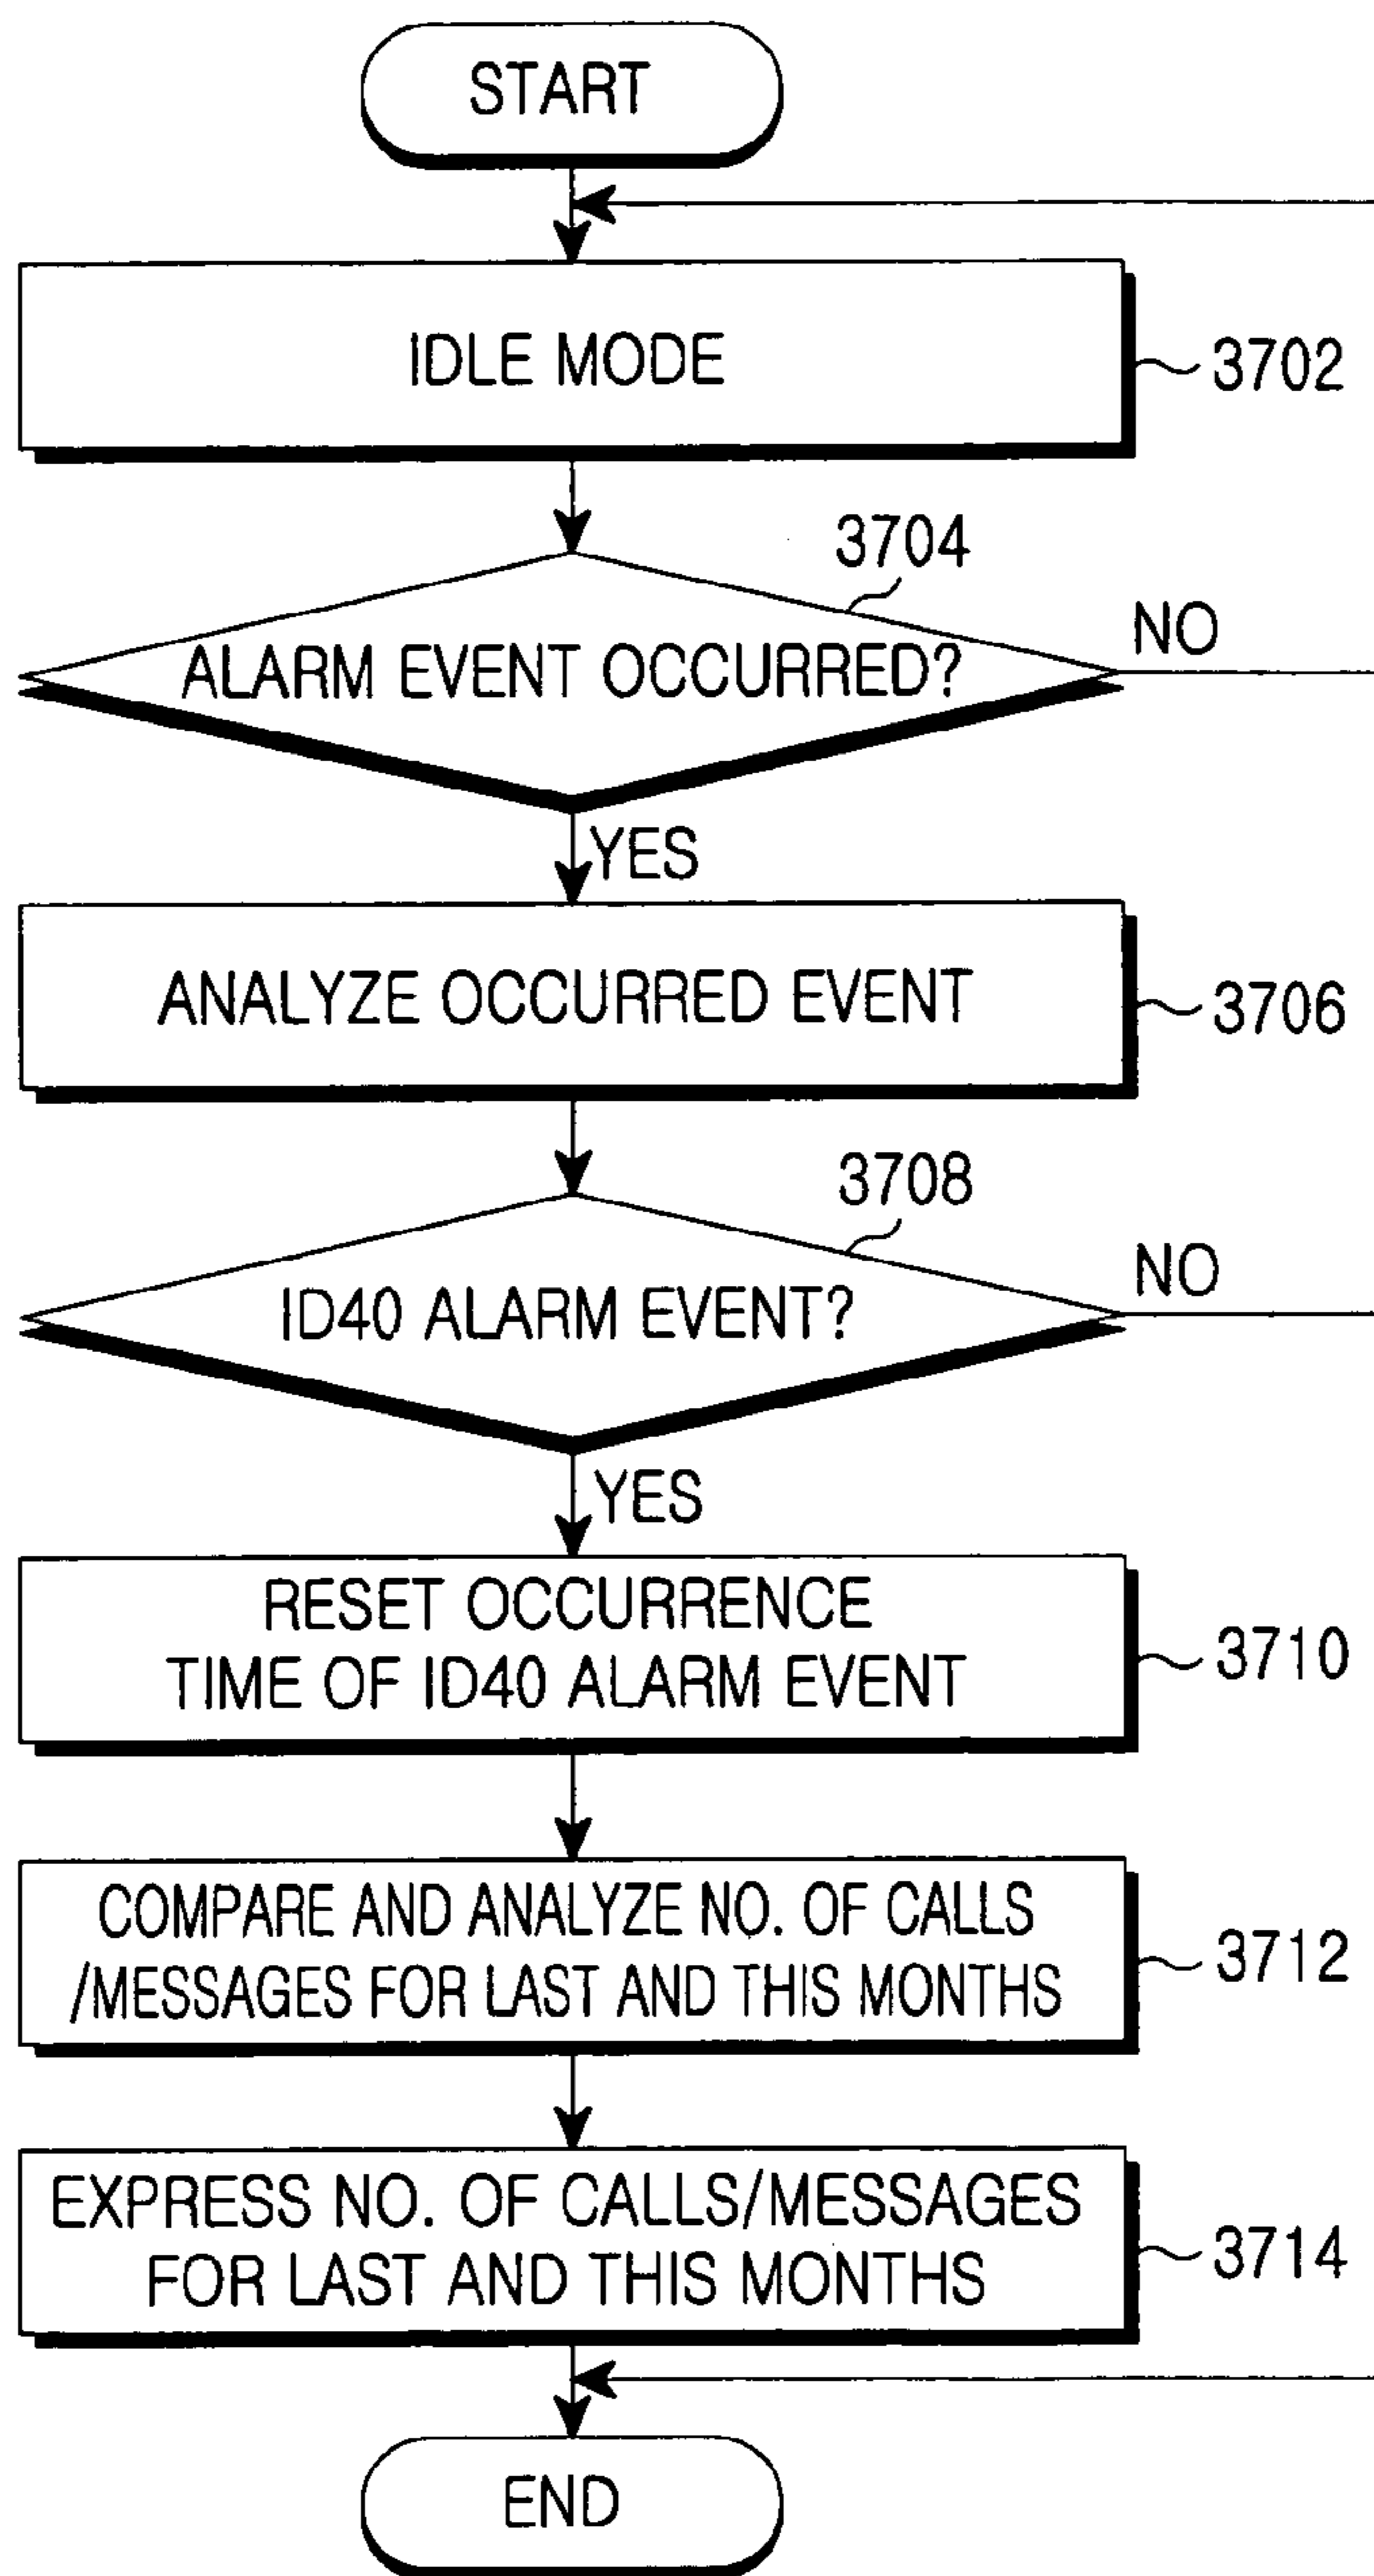 START
IDLE MODE
3702
3704
ALARM EVENT OCCURRED?
NO
YES
ANALYZE OCCURRED EVENT
3706
3708
ID40 ALARM EVENT?
NO
YES
RESET OCCURRENCE
TIME OF ID40 ALARM EVENT
3710
COMPARE AND ANALYZE NO. OF CALLS
/MESSAGES FOR LAST AND THIS MONTHS
3712
EXPRESS NO. OF CALLS/MESSAGES
FOR LAST AND THIS MONTHS
3714
END